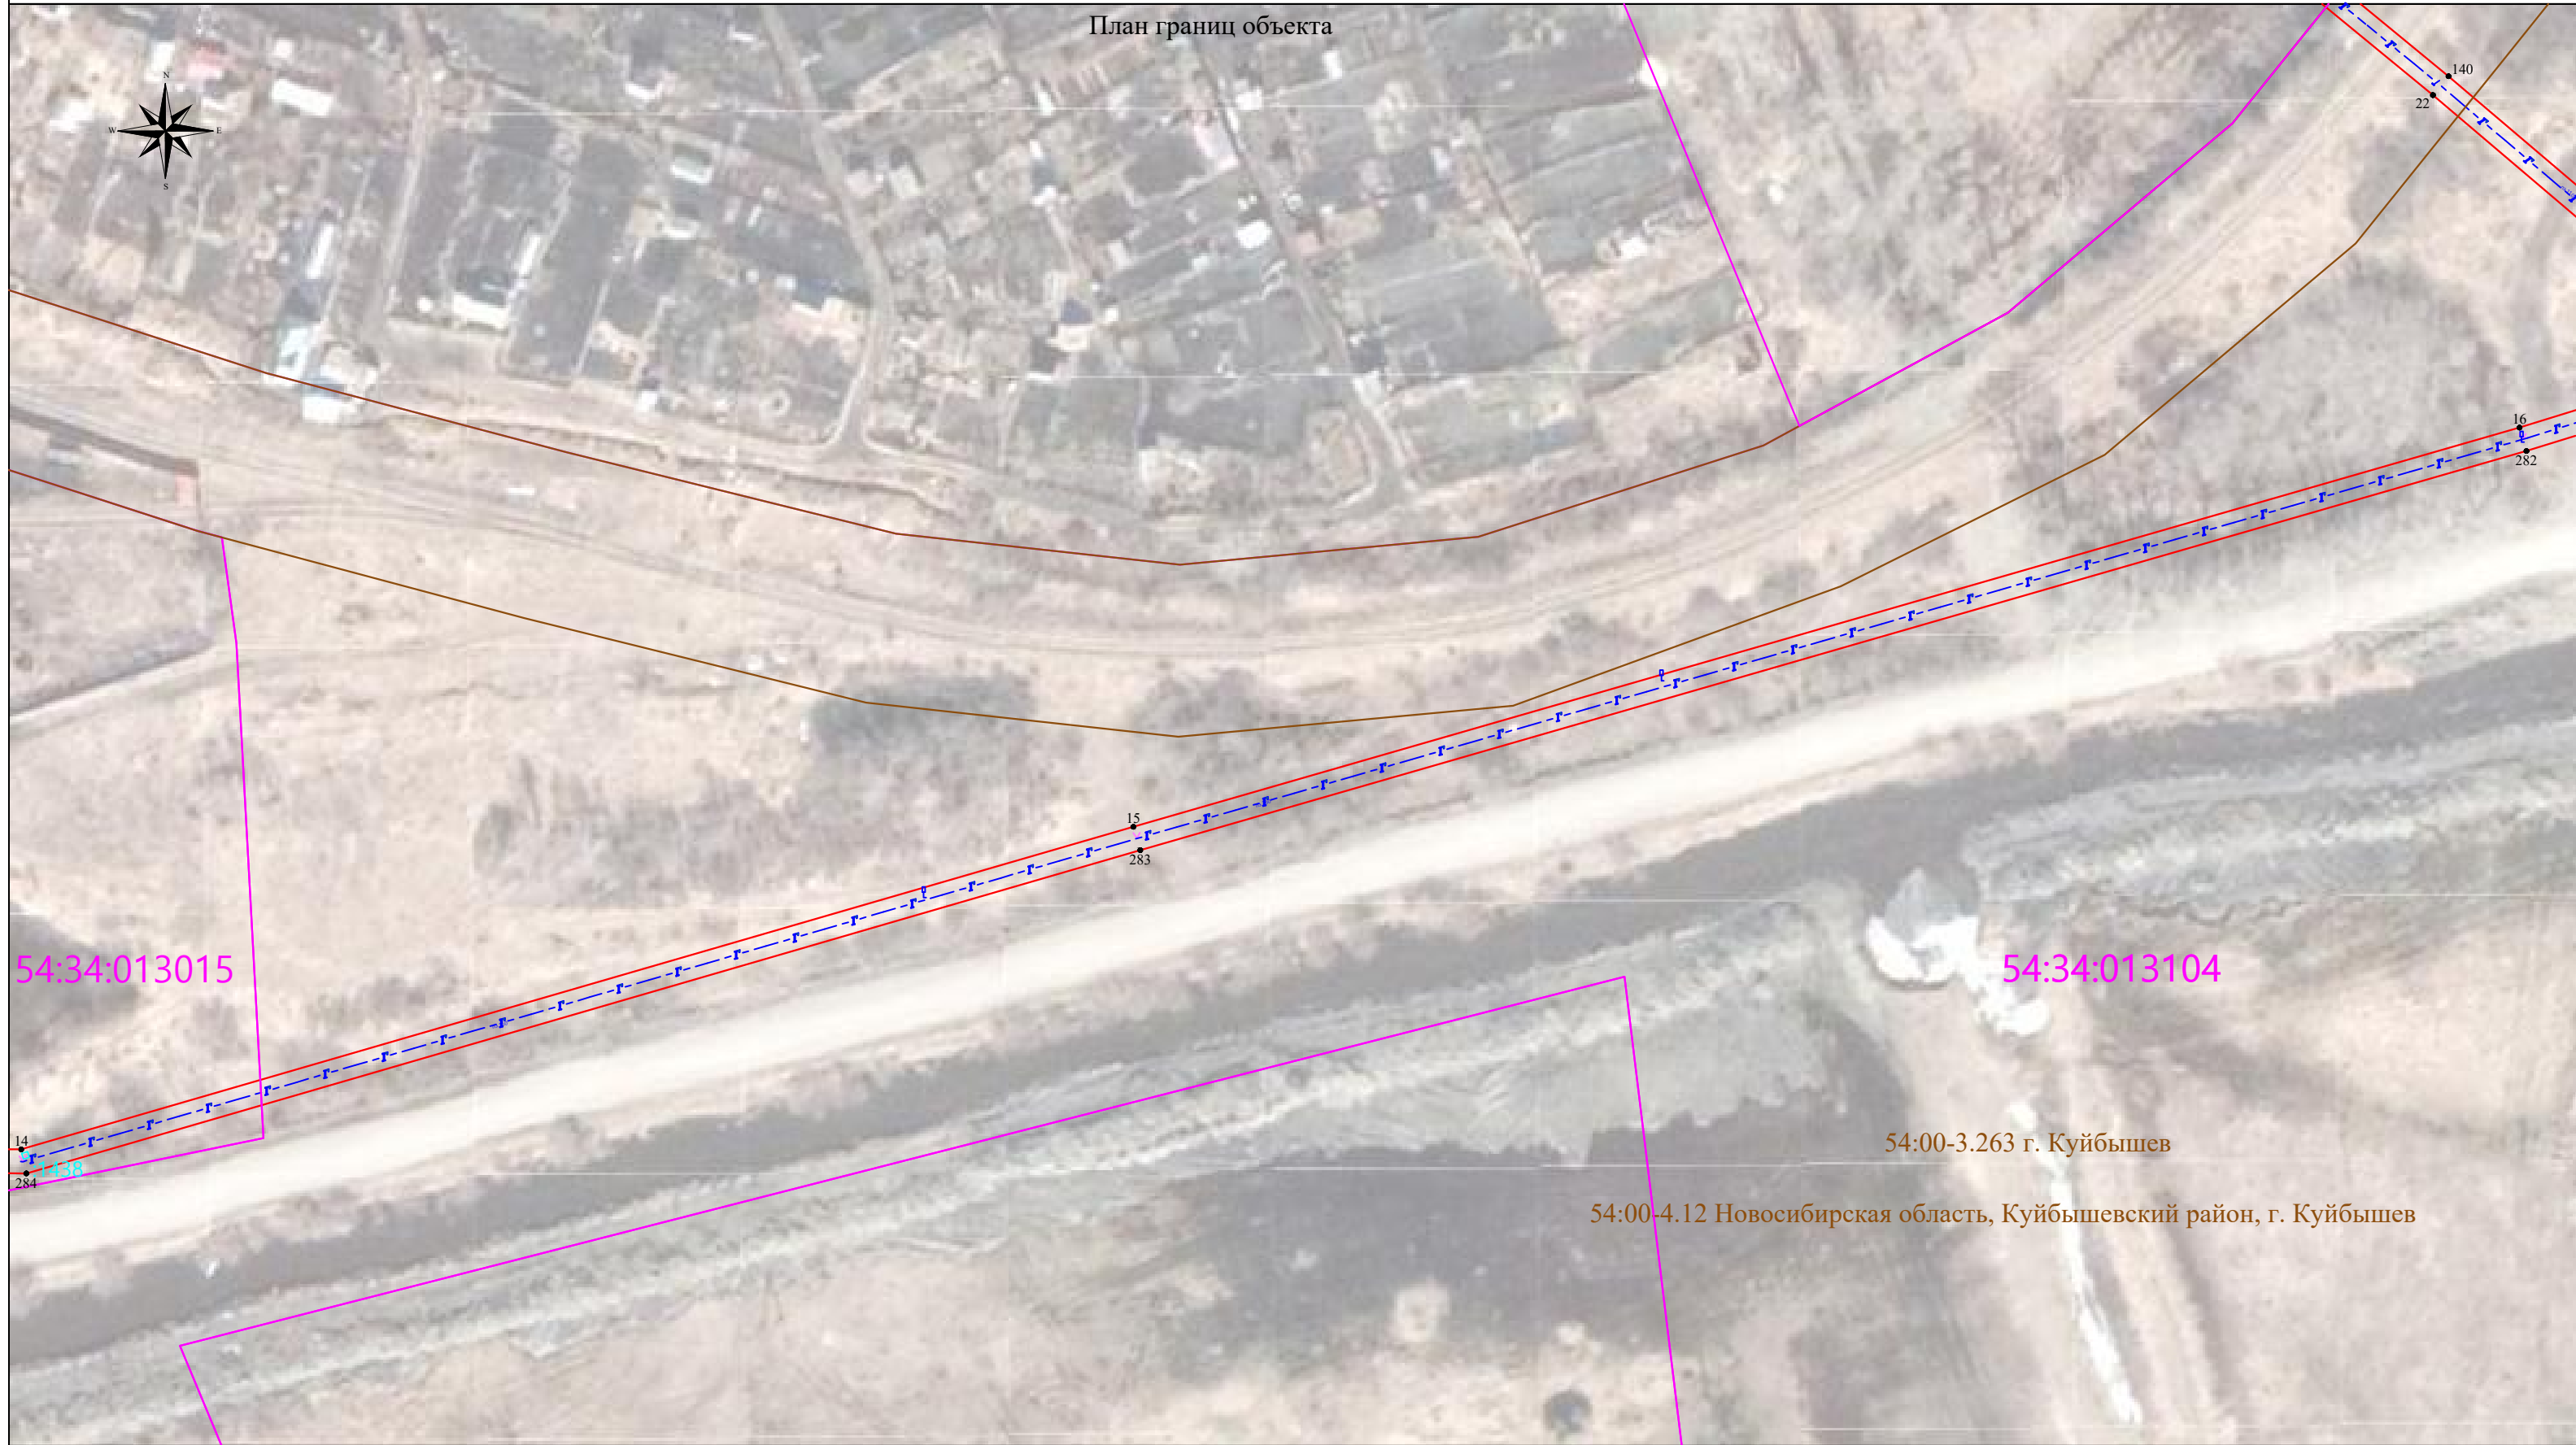 План границ объекта
N
W E
S
140
22
16
282
15
283
54:34:013015
54:34:013104
14
438
284
54:00-3.263 г. Куйбышев
54:00-4.12 Новосибирская область, Куйбышевский район, г. Куйбышев